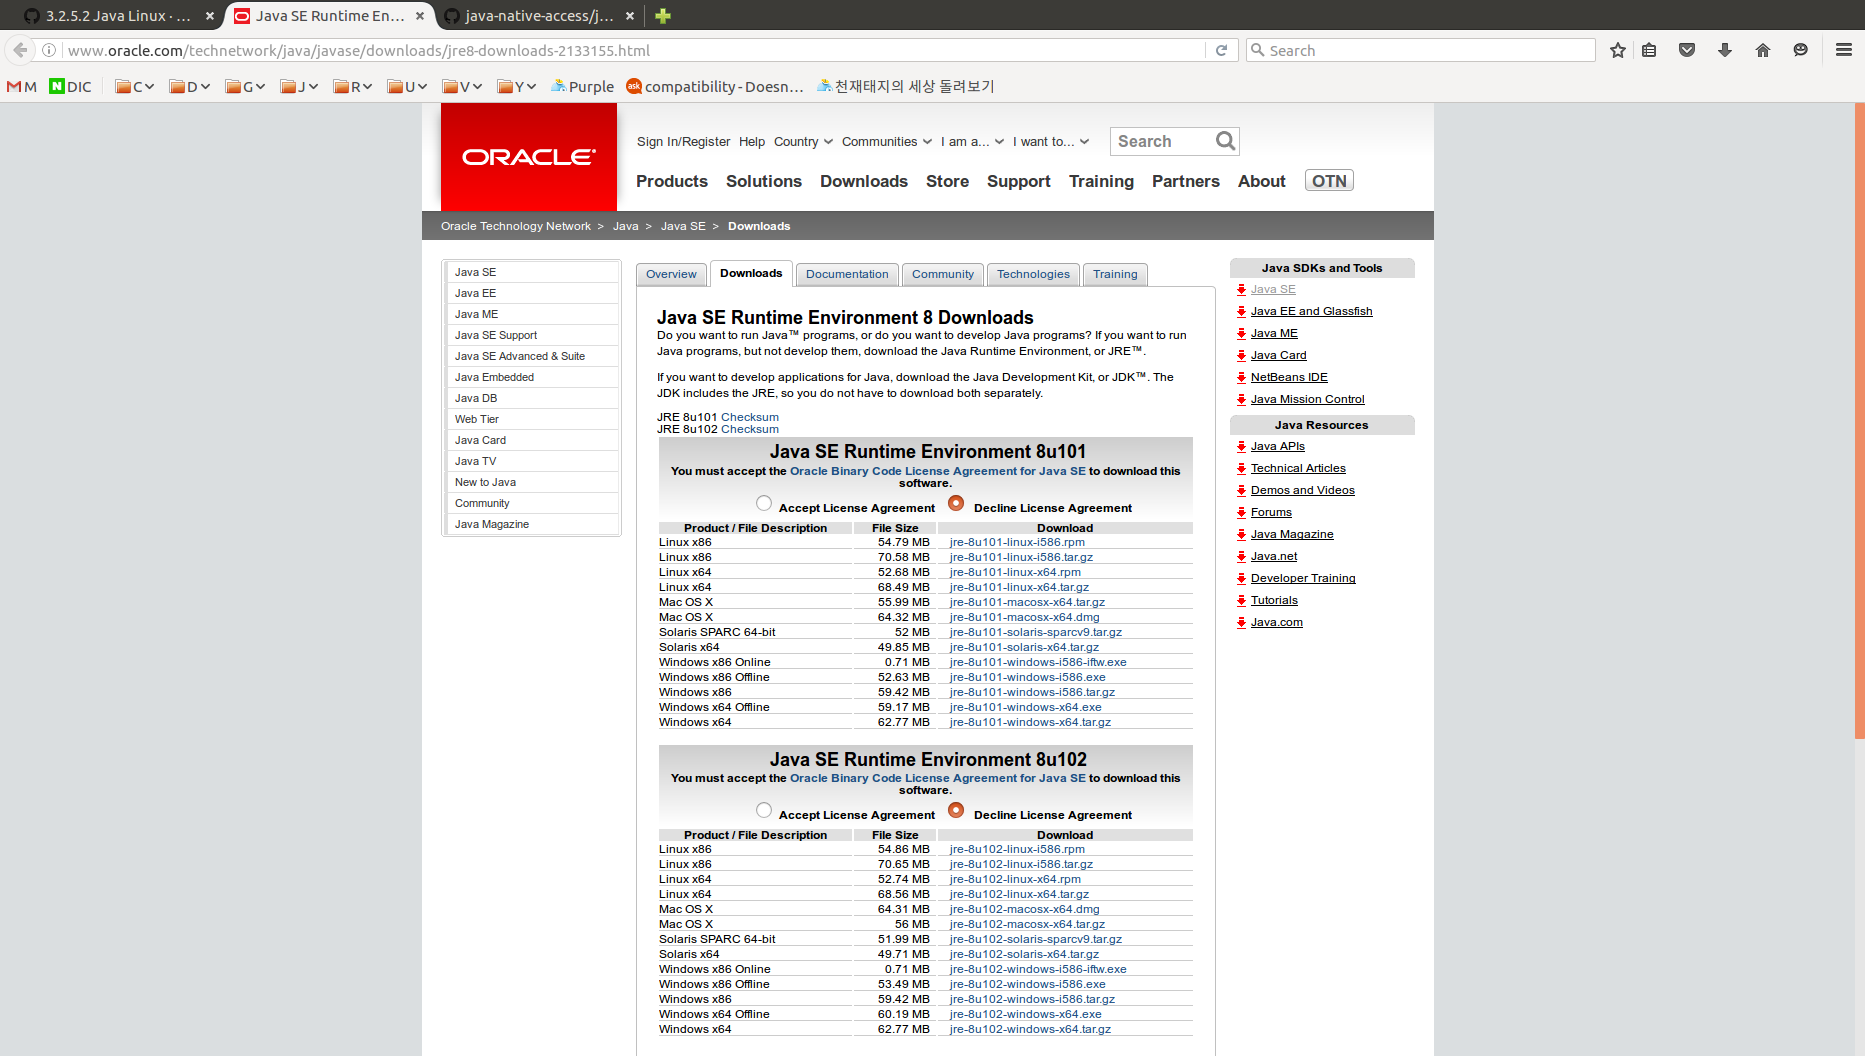 3.2.5.2 Java Linux · ...
Java SE Runtime En...
java-native-access/j...
www.oracle.com/technetwork/java/javase/downloads/jre8-downloads-2133155.html
Search
M DIC C D G J R U V Y Purple compatibility - Doesn... 천재태지의 세상 돌려보기
ORACLE
Sign In/Register Help Country Communities I am a... I want to... Search
Products Solutions Downloads Store Support Training Partners About OTN
Oracle Technology Network > Java > Java SE > Downloads
Java SE
Java EE
Java ME
Java SE Support
Java SE Advanced & Suite
Java Embedded
Java DB
Web Tier
Java Card
Java TV
New to Java
Community
Java Magazine
Overview Downloads Documentation Community Technologies Training
Java SE Runtime Environment 8 Downloads
Do you want to run Java™ programs, or do you want to develop Java programs? If you want to run
Java programs, but not develop them, download the Java Runtime Environment, or JRE™.
If you want to develop applications for Java, download the Java Development Kit, or JDK™. The
JDK includes the JRE, so you do not have to download both separately.
JRE 8u101 Checksum
JRE 8u102 Checksum
Java SE Runtime Environment 8u101
You must accept the Oracle Binary Code License Agreement for Java SE to download this
software.
Accept License Agreement Decline License Agreement
Product / File Description File Size Download
Linux x86 54.79 MB jre-8u101-linux-i586.rpm
Linux x86 70.58 MB jre-8u101-linux-i586.tar.gz
Linux x64 52.68 MB jre-8u101-linux-x64.rpm
Linux x64 68.49 MB jre-8u101-linux-x64.tar.gz
Mac OS X 55.99 MB jre-8u101-macosx-x64.tar.gz
Mac OS X 64.32 MB jre-8u101-macosx-x64.dmg
Solaris SPARC 64-bit 52 MB jre-8u101-solaris-sparcv9.tar.gz
Solaris x64 49.85 MB jre-8u101-solaris-x64.tar.gz
Windows x86 Online 0.71 MB jre-8u101-windows-i586-iftw.exe
Windows x86 Offline 52.63 MB jre-8u101-windows-i586.exe
Windows x86 59.42 MB jre-8u101-windows-i586.tar.gz
Windows x64 Offline 59.17 MB jre-8u101-windows-x64.exe
Windows x64 62.77 MB jre-8u101-windows-x64.tar.gz
Java SE Runtime Environment 8u102
You must accept the Oracle Binary Code License Agreement for Java SE to download this
software.
Accept License Agreement Decline License Agreement
Product / File Description File Size Download
Linux x86 54.86 MB jre-8u102-linux-i586.rpm
Linux x86 70.65 MB jre-8u102-linux-i586.tar.gz
Linux x64 52.74 MB jre-8u102-linux-x64.rpm
Linux x64 68.56 MB jre-8u102-linux-x64.tar.gz
Mac OS X 64.31 MB jre-8u102-macosx-x64.dmg
Mac OS X 56 MB jre-8u102-macosx-x64.tar.gz
Solaris SPARC 64-bit 51.99 MB jre-8u102-solaris-sparcv9.tar.gz
Solaris x64 49.71 MB jre-8u102-solaris-x64.tar.gz
Windows x86 Online 0.71 MB jre-8u102-windows-i586-iftw.exe
Windows x86 Offline 53.49 MB jre-8u102-windows-i586.exe
Windows x86 59.42 MB jre-8u102-windows-i586.tar.gz
Windows x64 Offline 60.19 MB jre-8u102-windows-x64.exe
Windows x64 62.77 MB jre-8u102-windows-x64.tar.gz
Java SDKs and Tools
Java SE
Java EE and Glassfish
Java ME
Java Card
NetBeans IDE
Java Mission Control
Java Resources
Java APIs
Technical Articles
Demos and Videos
Forums
Java Magazine
Java.net
Developer Training
Tutorials
Java.com